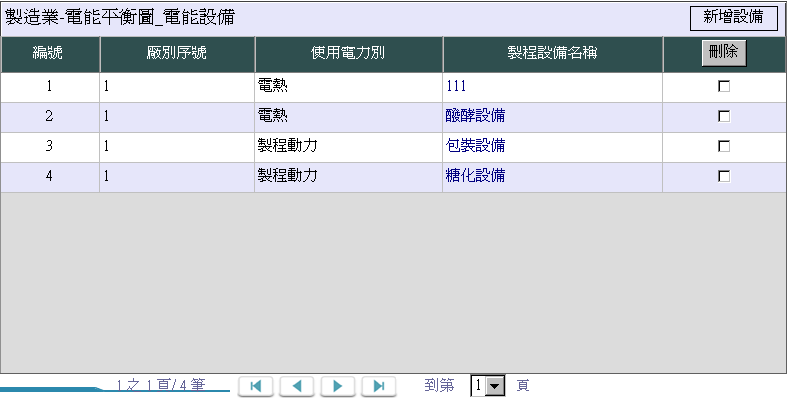 製造業-電能平衡圖_電能設備 新增設備
編號 廠別序號 使用電力別 製程設備名稱 刪除
1 1 電熱 111
2 1 電熱 醱酵設備
3 1 製程動力 包裝設備
4 1 製程動力 糖化設備
1 之 1 頁/ 4 筆 到第 1 頁